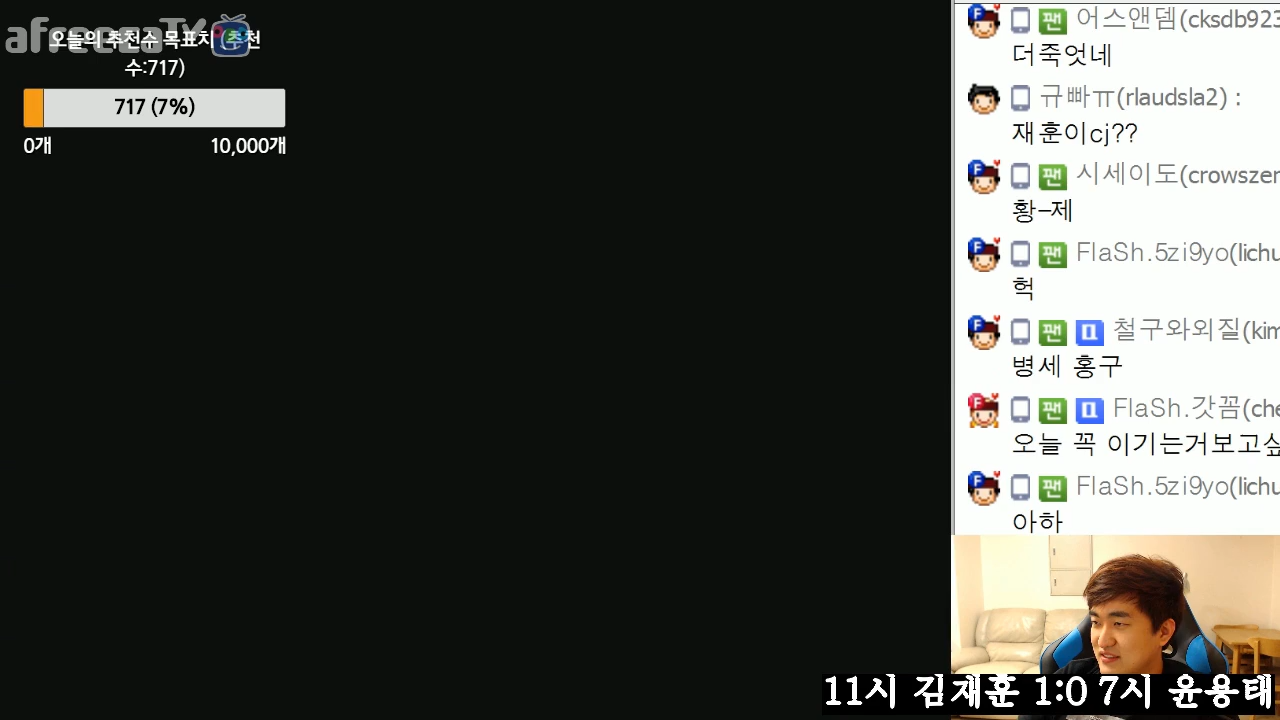 afreecaTV
오늘의 추천수 목표치 (추천
수:717)
717 (7%)
0개
10,000개
어스앤뎀(cksdb923
더죽엇네
규빠ㅠ(rlaudsla2) :
재훈이cj??
시세이도(crowszer
황-제
FlaSh.5zi9yo(lichu
헉
철구와외질(kim
병세 홍구
FlaSh.갓꼼(che
오늘 꼭 이기는거보고싶
FlaSh.5zi9yo(lichu
아하
11시 김재훈 1:0 7시 윤용태